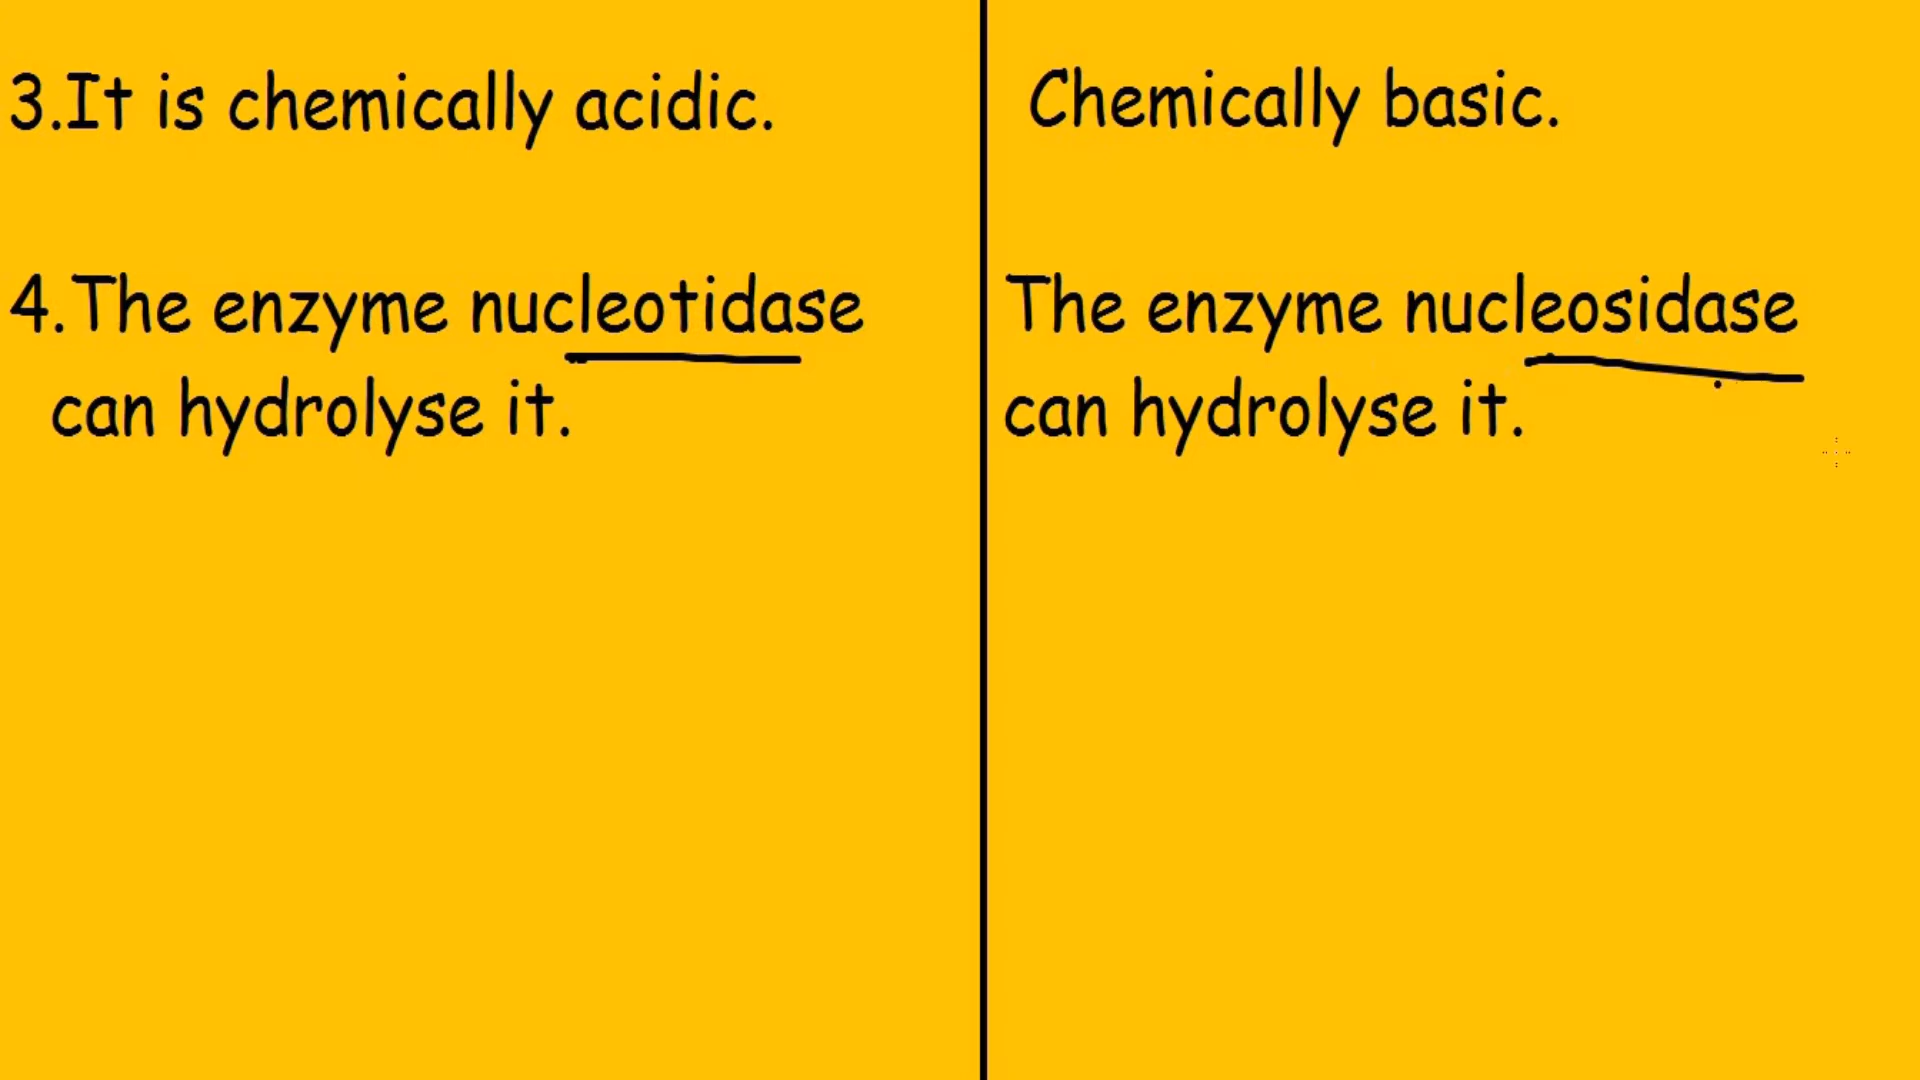 3.It is chemically acidic.
4.The enzyme nucleotidase
can hydrolyse it.
Chemically basic.
The enzyme nucleosidase
can hydrolyse it.